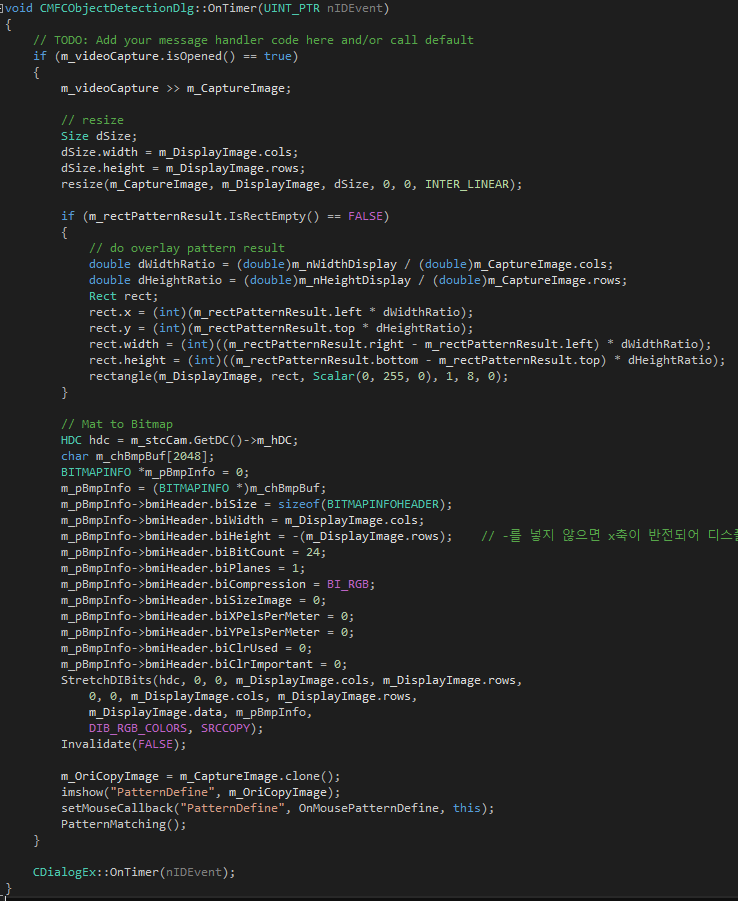 void CMFCObjectDetectionDlg::OnTimer(UINT_PTR nIDEvent)
{
    // TODO: Add your message handler code here and/or call default
    if (m_videoCapture.isOpened() == true)
    {
        m_videoCapture >> m_CaptureImage;

        // resize
        Size dSize;
        dSize.width = m_DisplayImage.cols;
        dSize.height = m_DisplayImage.rows;
        resize(m_CaptureImage, m_DisplayImage, dSize, 0, 0, INTER_LINEAR);

        if (m_rectPatternResult.IsRectEmpty() == FALSE)
        {
            // do overlay pattern result
            double dWidthRatio = (double)m_nWidthDisplay / (double)m_CaptureImage.cols;
            double dHeightRatio = (double)m_nHeightDisplay / (double)m_CaptureImage.rows;
            Rect rect;
            rect.x = (int)(m_rectPatternResult.left * dWidthRatio);
            rect.y = (int)(m_rectPatternResult.top * dHeightRatio);
            rect.width = (int)((m_rectPatternResult.right - m_rectPatternResult.left) * dWidthRatio);
            rect.height = (int)((m_rectPatternResult.bottom - m_rectPatternResult.top) * dHeightRatio);
            rectangle(m_DisplayImage, rect, Scalar(0, 255, 0), 1, 8, 0);
        }

        // Mat to Bitmap
        HDC hdc = m_stcCam.GetDC()->m_hDC;
        char m_chBmpBuf[2048];
        BITMAPINFO *m_pBmpInfo = 0;
        m_pBmpInfo = (BITMAPINFO *)m_chBmpBuf;
        m_pBmpInfo->bmiHeader.biSize = sizeof(BITMAPINFOHEADER);
        m_pBmpInfo->bmiHeader.biWidth = m_DisplayImage.cols;
        m_pBmpInfo->bmiHeader.biHeight = -(m_DisplayImage.rows);    // -를 넣지 않으면 x축이 반전되어 디스
        m_pBmpInfo->bmiHeader.biBitCount = 24;
        m_pBmpInfo->bmiHeader.biPlanes = 1;
        m_pBmpInfo->bmiHeader.biCompression = BI_RGB;
        m_pBmpInfo->bmiHeader.biSizeImage = 0;
        m_pBmpInfo->bmiHeader.biXPelsPerMeter = 0;
        m_pBmpInfo->bmiHeader.biYPelsPerMeter = 0;
        m_pBmpInfo->bmiHeader.biClrUsed = 0;
        m_pBmpInfo->bmiHeader.biClrImportant = 0;
        StretchDIBits(hdc, 0, 0, m_DisplayImage.cols, m_DisplayImage.rows,
            0, 0, m_DisplayImage.cols, m_DisplayImage.rows,
            m_DisplayImage.data, m_pBmpInfo,
            DIB_RGB_COLORS, SRCCOPY);
        Invalidate(FALSE);

        m_OriCopyImage = m_CaptureImage.clone();
        imshow("PatternDefine", m_OriCopyImage);
        setMouseCallback("PatternDefine", OnMousePatternDefine, this);
        PatternMatching();
    }

    CDialogEx::OnTimer(nIDEvent);
}